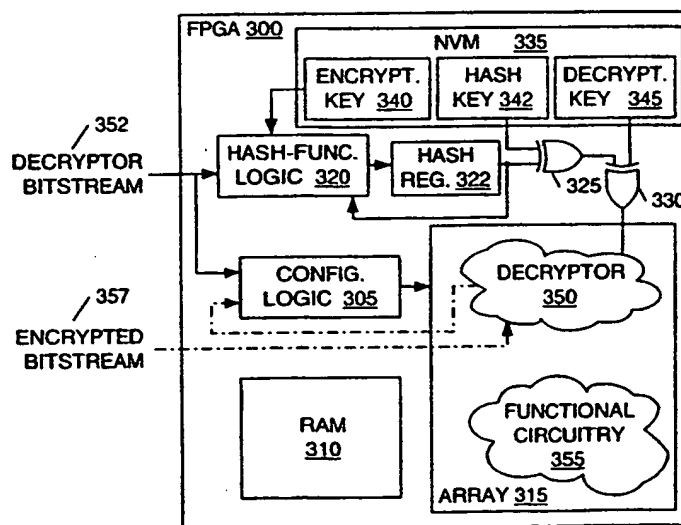 FPGA 300
NVM 335
ENCRYPT.
KEY 340
HASH
KEY 342
DECRYPT.
KEY 345
352
DECRYPTOR
BITSTREAM
HASH-FUNC.
LOGIC 320
HASH
REG. 322
325
330
CONFIG.
LOGIC 305
DECRYPTOR
350
357
ENCRYPTED
BITSTREAM
RAM
310
FUNCTIONAL
CIRCUITRY
355
ARRAY 315